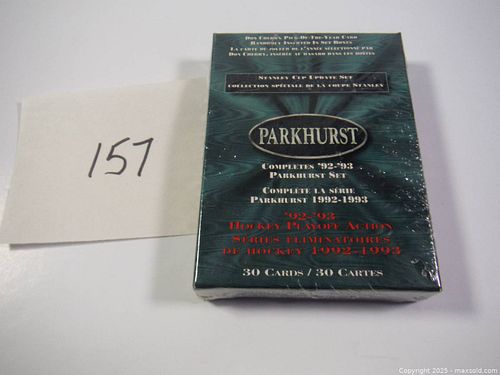 Don Cherry Pick-Of-The-Year Card
Randomly Inserted In Set Boxes
La carte de joueur de l'année sélectionné par
Don Cherry, insérée au hasard dans les boîtes
Stanley Cup Update Set
collection spéciale de la coupe Stanley
PARKHURST
Completes '92-'93
Parkhurst Set
Complète la série
Parkhurst 1992-1993
'92-'93
Hockey Playoff Action
Séries éliminatoires
de hockey 1992-1993
30 Cards / 30 Cartes
157
Copyright 2025 - maxsold.com